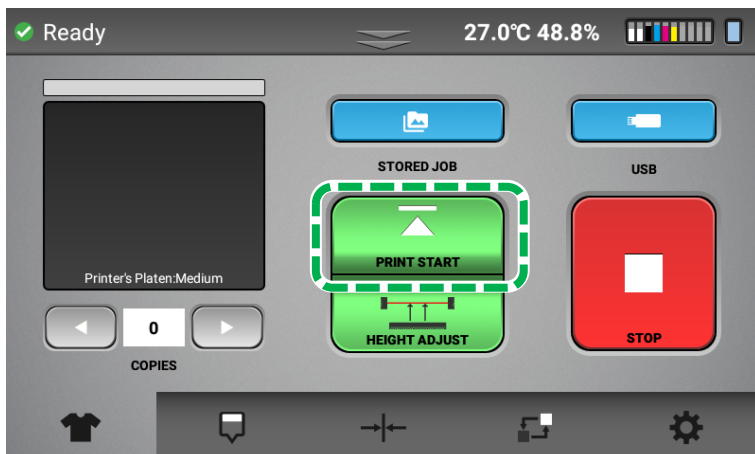 Ready
27.0℃ 48.8%
STORED JOB
USB
PRINT START
Printer's Platen:Medium
0
HEIGHT ADJUST
STOP
COPIES